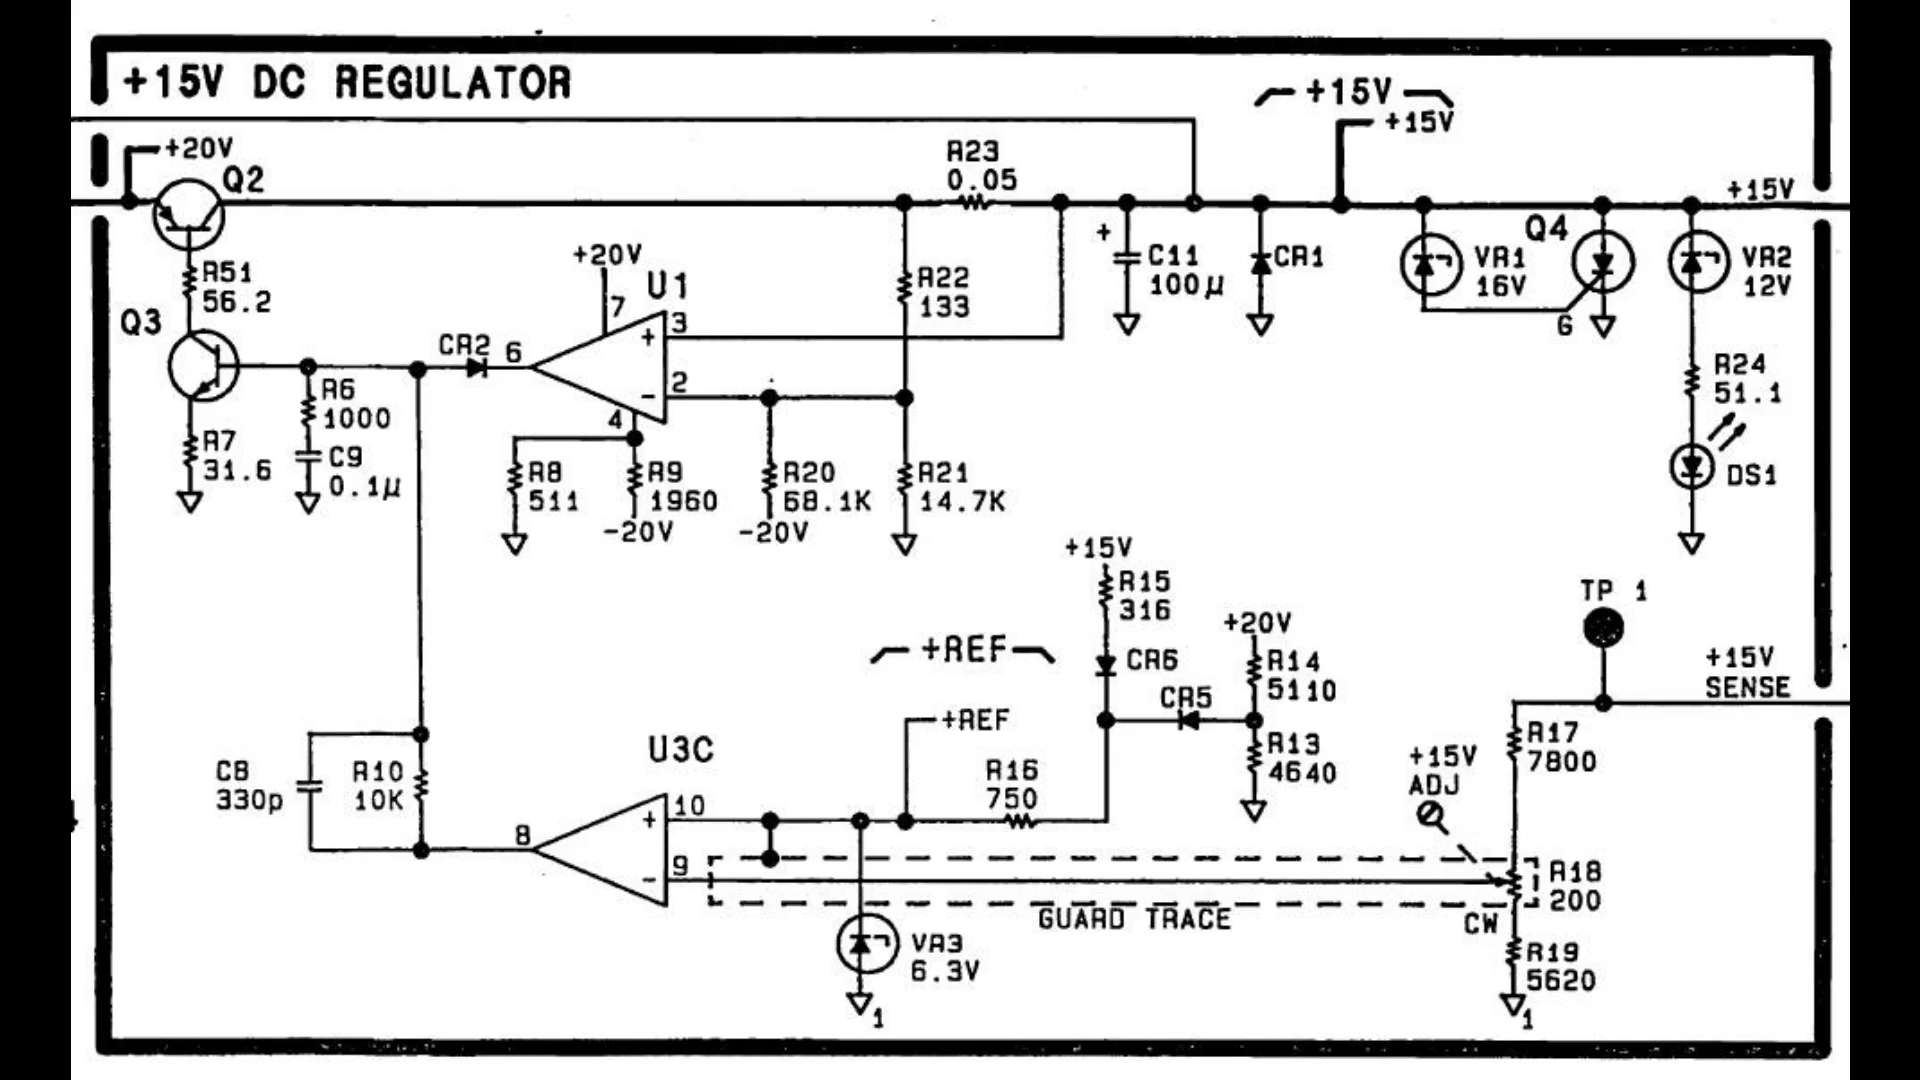 +15V DC REGULATOR
+15V
+15V
+20V
Q2
R23
0.05
+15V
R51
56.2
+20V
7
U1
3
+
R22
133
+
C11
100µ
CR1
VR1
16V
Q4
G
VR2
12V
Q3
CR2
6
2
-
4
R24
51.1
R6
1000
R7
31.6
C9
0.1µ
R8
511
R9
1960
-20V
R20
68.1K
-20V
R21
14.7K
DS1
+15V
R15
316
TP 1
+REF
CR6
+20V
R14
5110
+15V
SENSE
CR5
+REF
R13
4640
R17
7800
U3C
C8
330p
R10
10K
R16
750
+15V
ADJ
10
+
8
9
-
R18
200
GUARD TRACE
CW
VR3
6.3V
1
R19
5620
1